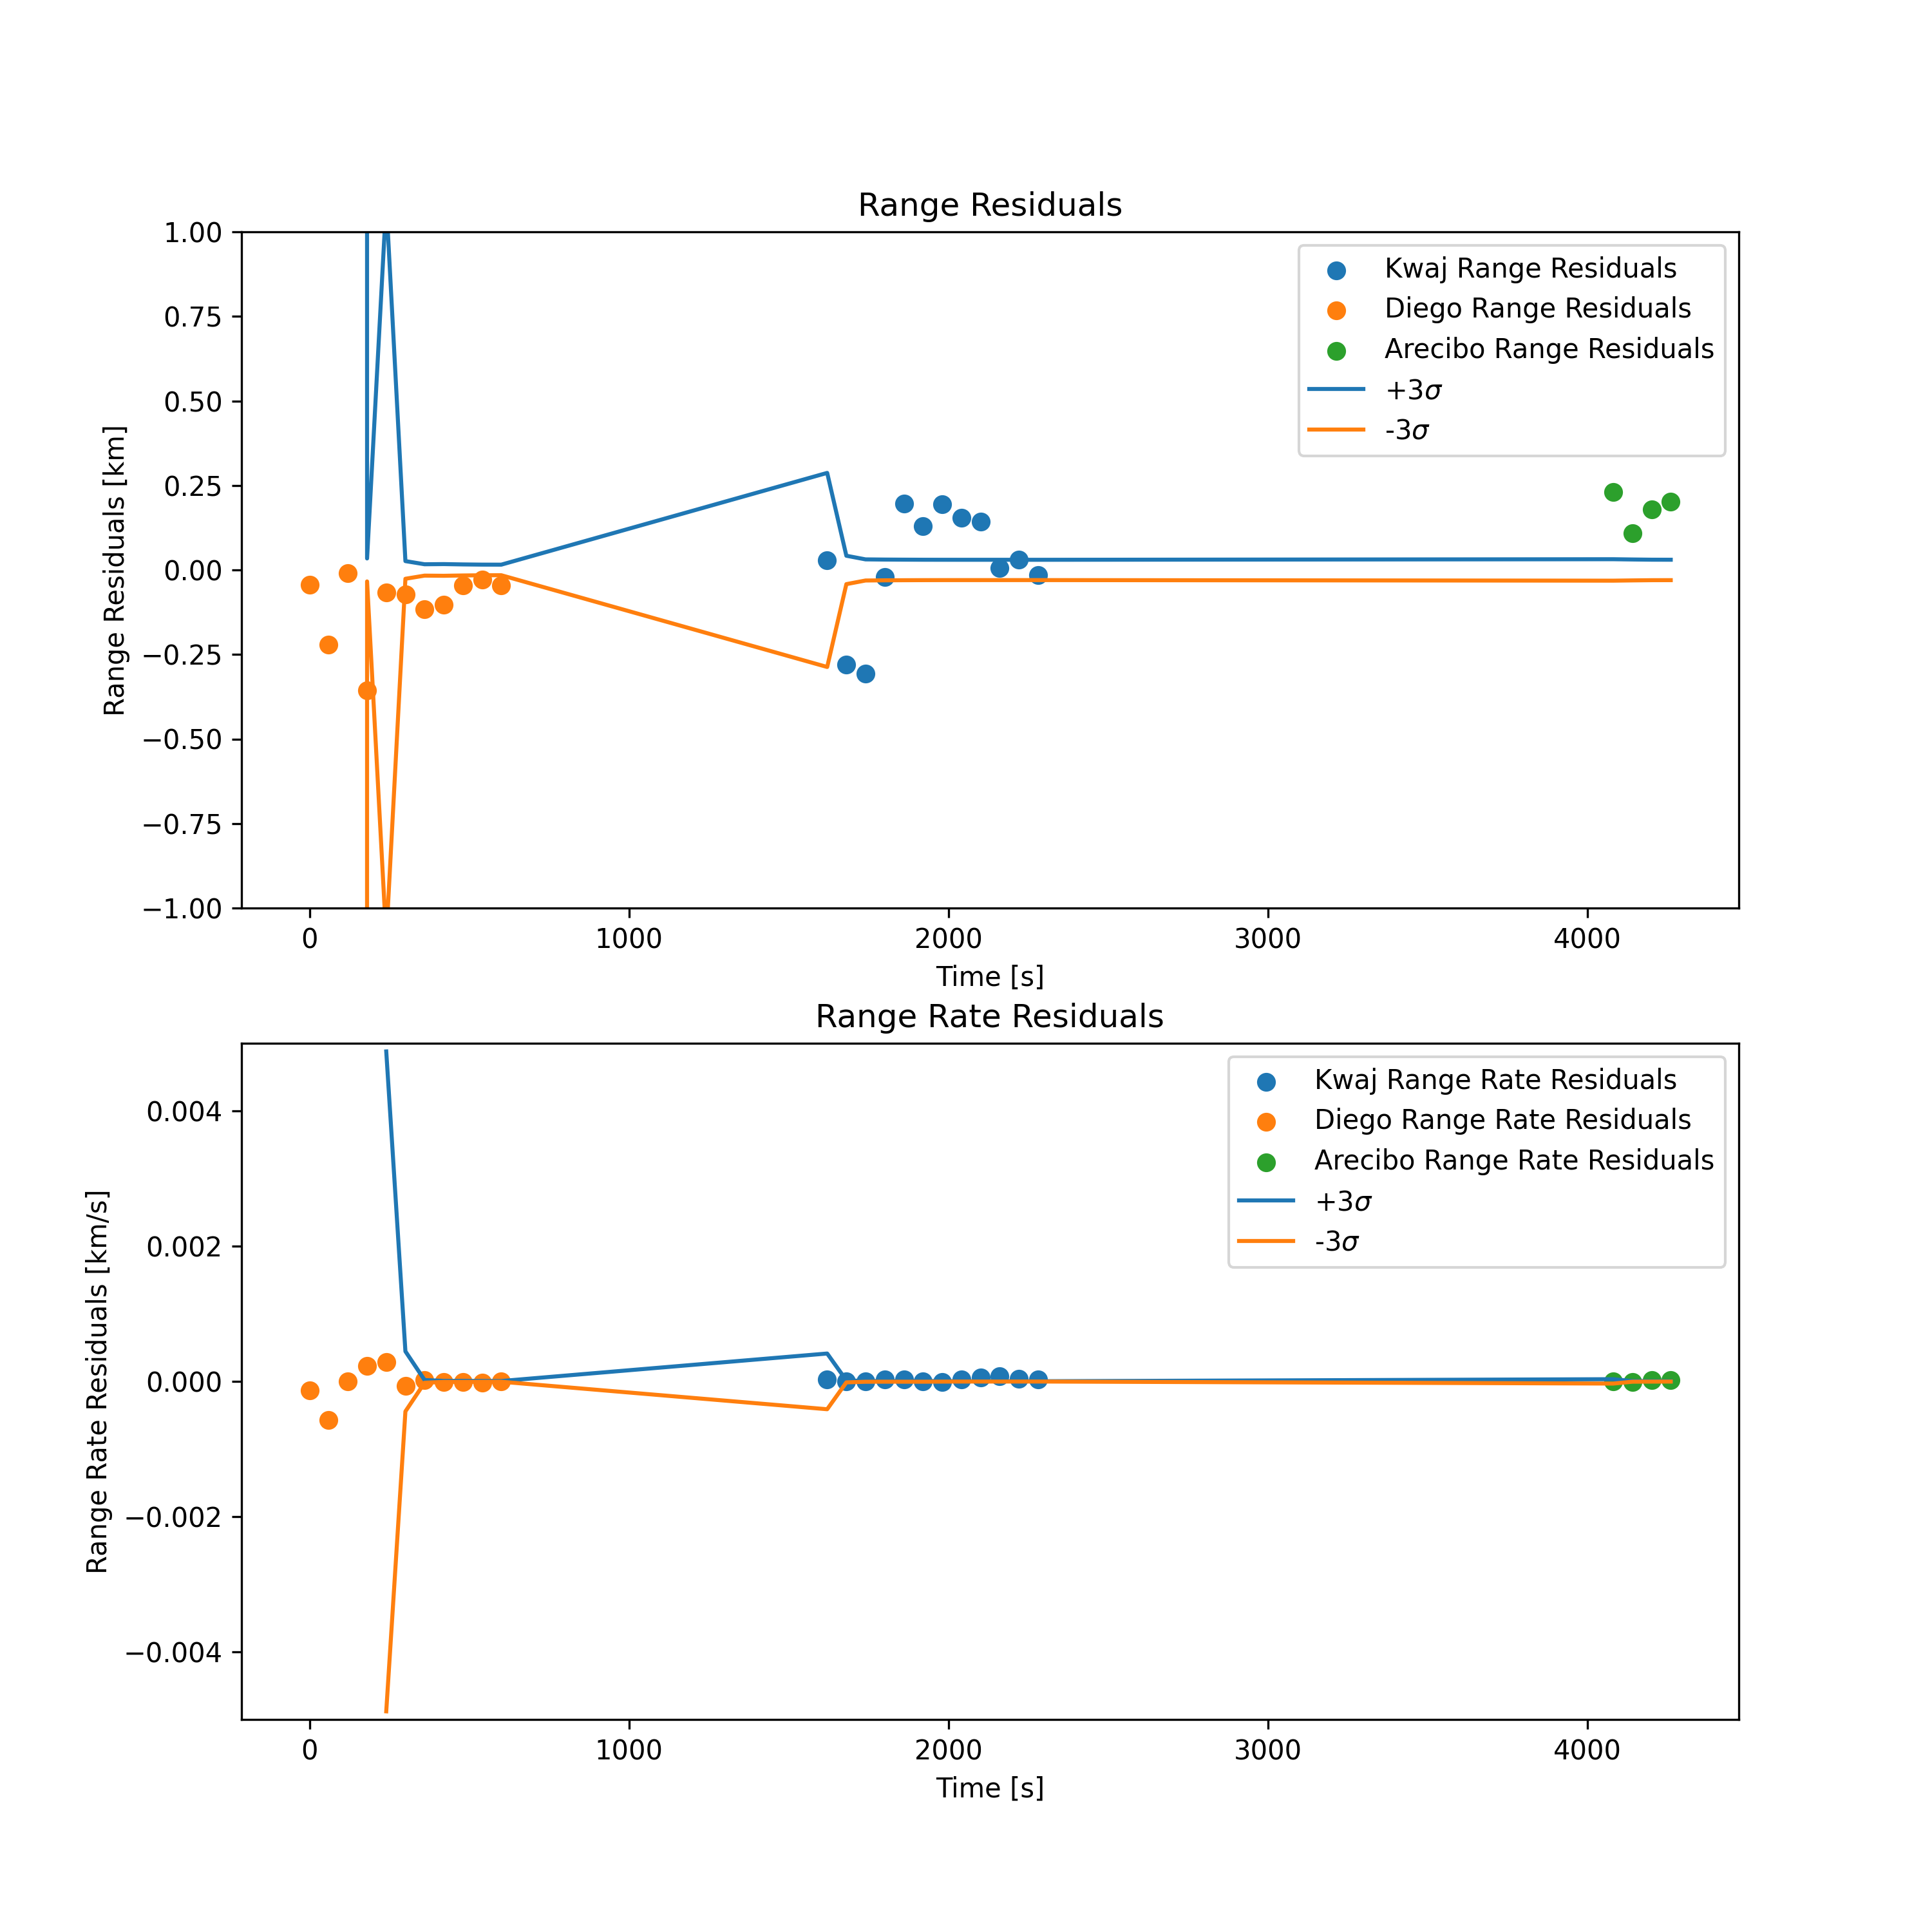 Range Residuals
1.00
0.75
0.50
0.25
0.00
−0.25
−0.50
−0.75
−1.00
Range Residuals [km]
Kwaj Range Residuals
Diego Range Residuals
Arecibo Range Residuals
+3σ
-3σ
0 1000 2000 3000 4000
Time [s]
Range Rate Residuals
0.004
0.002
0.000
−0.002
−0.004
Range Rate Residuals [km/s]
Kwaj Range Rate Residuals
Diego Range Rate Residuals
Arecibo Range Rate Residuals
+3σ
-3σ
0 1000 2000 3000 4000
Time [s]